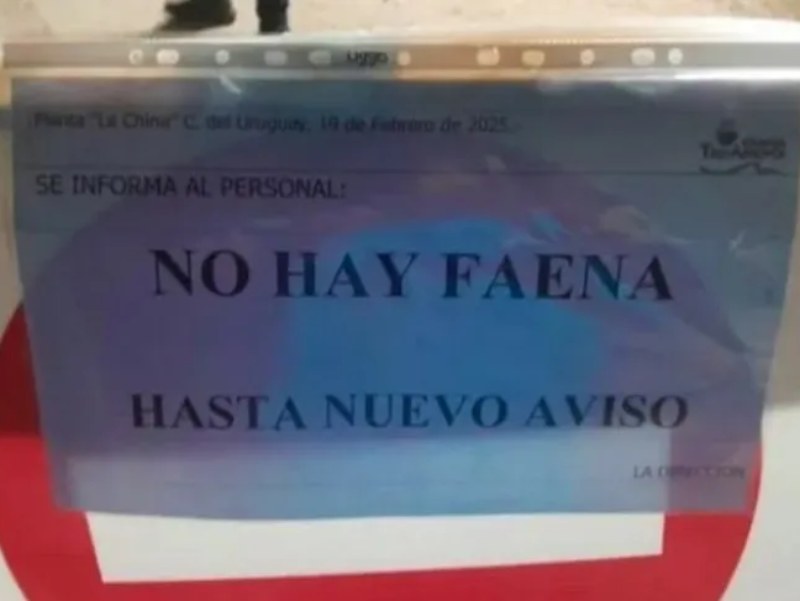 Planta "La China" C. del Uruguay, 19 de Febrero de 2025.-
SE INFORMA AL PERSONAL:
NO HAY FAENA
HASTA NUEVO AVISO
LA DIRECCION